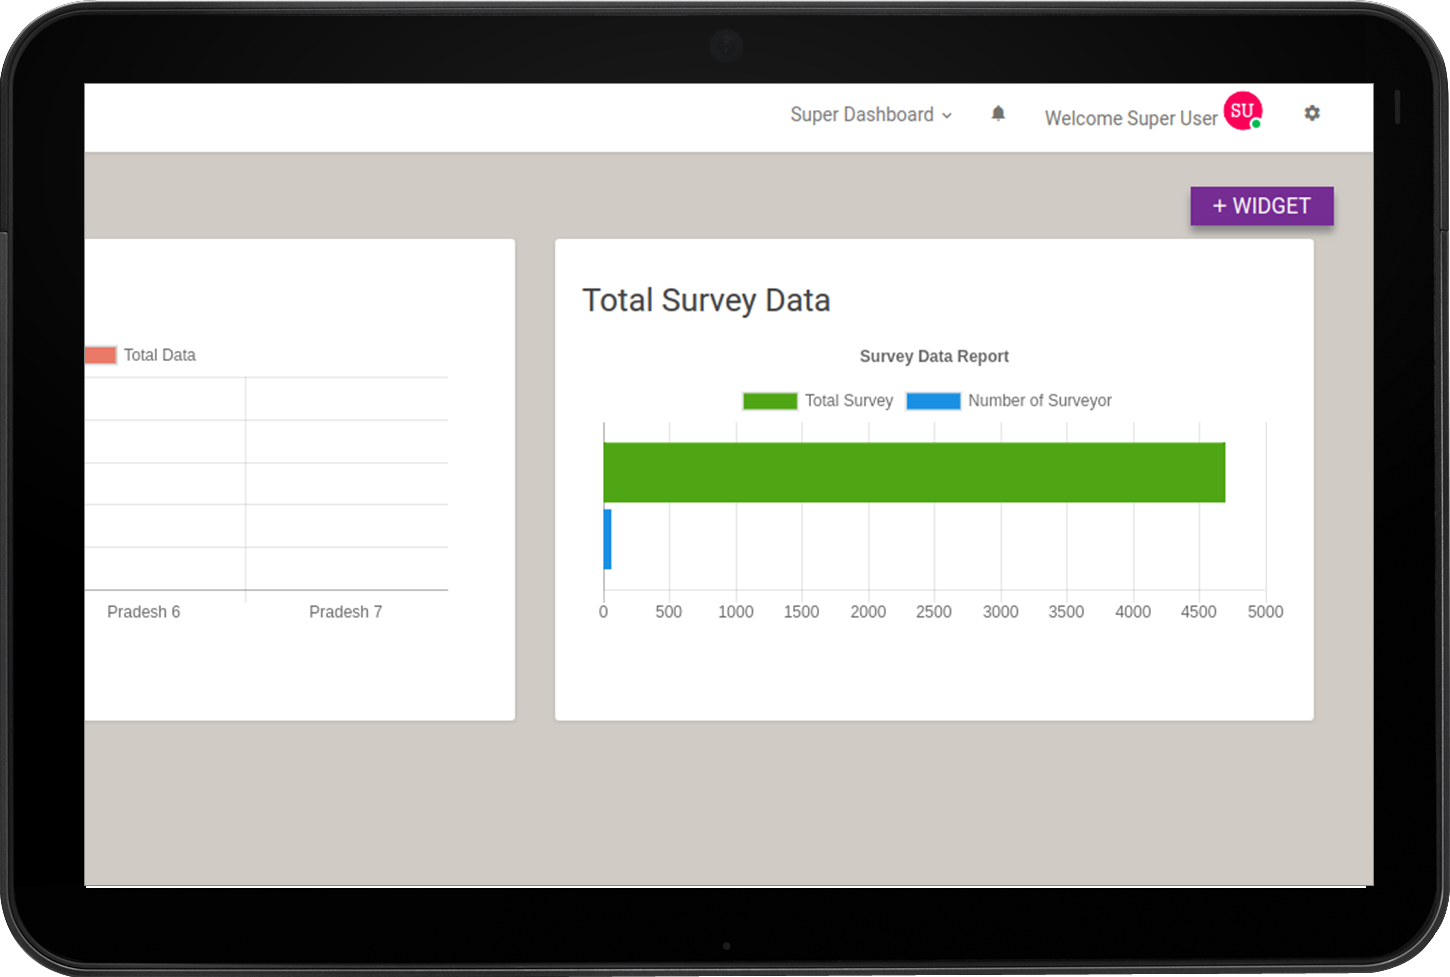 Super Dashboard
Welcome Super User
SU
+ WIDGET
Total Data
Pradesh 6 Pradesh 7
Total Survey Data
Survey Data Report
Total Survey Number of Surveyor
0 500 1000 1500 2000 2500 3000 3500 4000 4500 5000